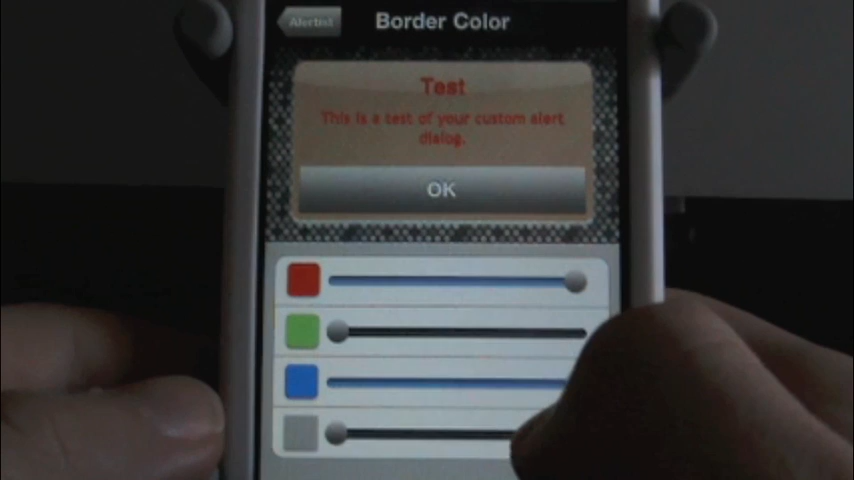 Alertist
Border Color
Test
This is a test of your custom alert
dialog.
OK